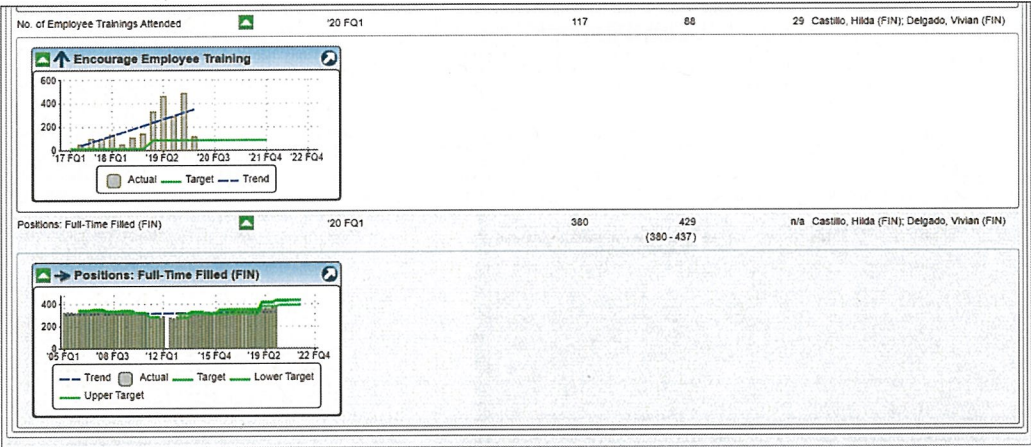 No. of Employee Trainings Attended '20 FQ1 117 88 29 Castillo, Hilda (FIN); Delgado, Vivian (FIN)
Encourage Employee Training
600
400
200
0
'17 FQ1 '18 FQ1 '19 FQ2 '20 FQ3 '21 FQ4 '22 FQ4
Actual Target Trend
Positions: Full-Time Filled (FIN) '20 FQ1 380 429 n/a Castillo, Hilda (FIN); Delgado, Vivian (FIN)
(380 - 437)
Positions: Full-Time Filled (FIN)
400
200
0
'05 FQ1 '08 FQ3 '12 FQ1 '15 FQ4 '19 FQ2 '22 FQ4
Trend Actual Target Lower Target
Upper Target